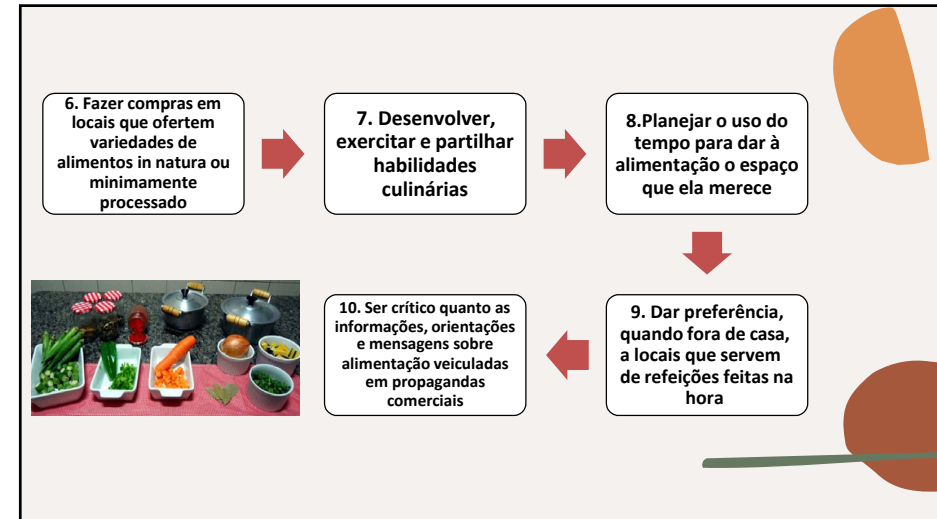 6. Fazer compras em
locais que ofertem
variedades de
alimentos in natura ou
minimamente
processado
7. Desenvolver,
exercitar e partilhar
habilidades
culinárias
8.Planejar o uso do
tempo para dar à
alimentação o espaço
que ela merece
9. Dar preferência,
quando fora de casa,
a locais que servem
de refeições feitas na
hora
10. Ser crítico quanto as
informações, orientações
e mensagens sobre
alimentação veiculadas
em propagandas
comerciais